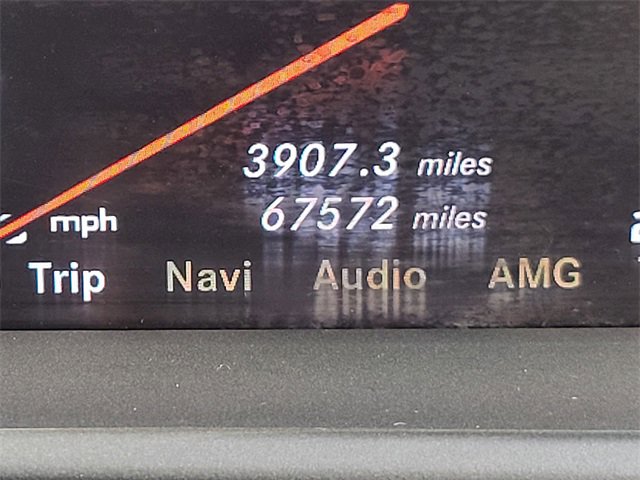 3907.3 miles
mph 67572 miles
Trip Navi Audio AMG